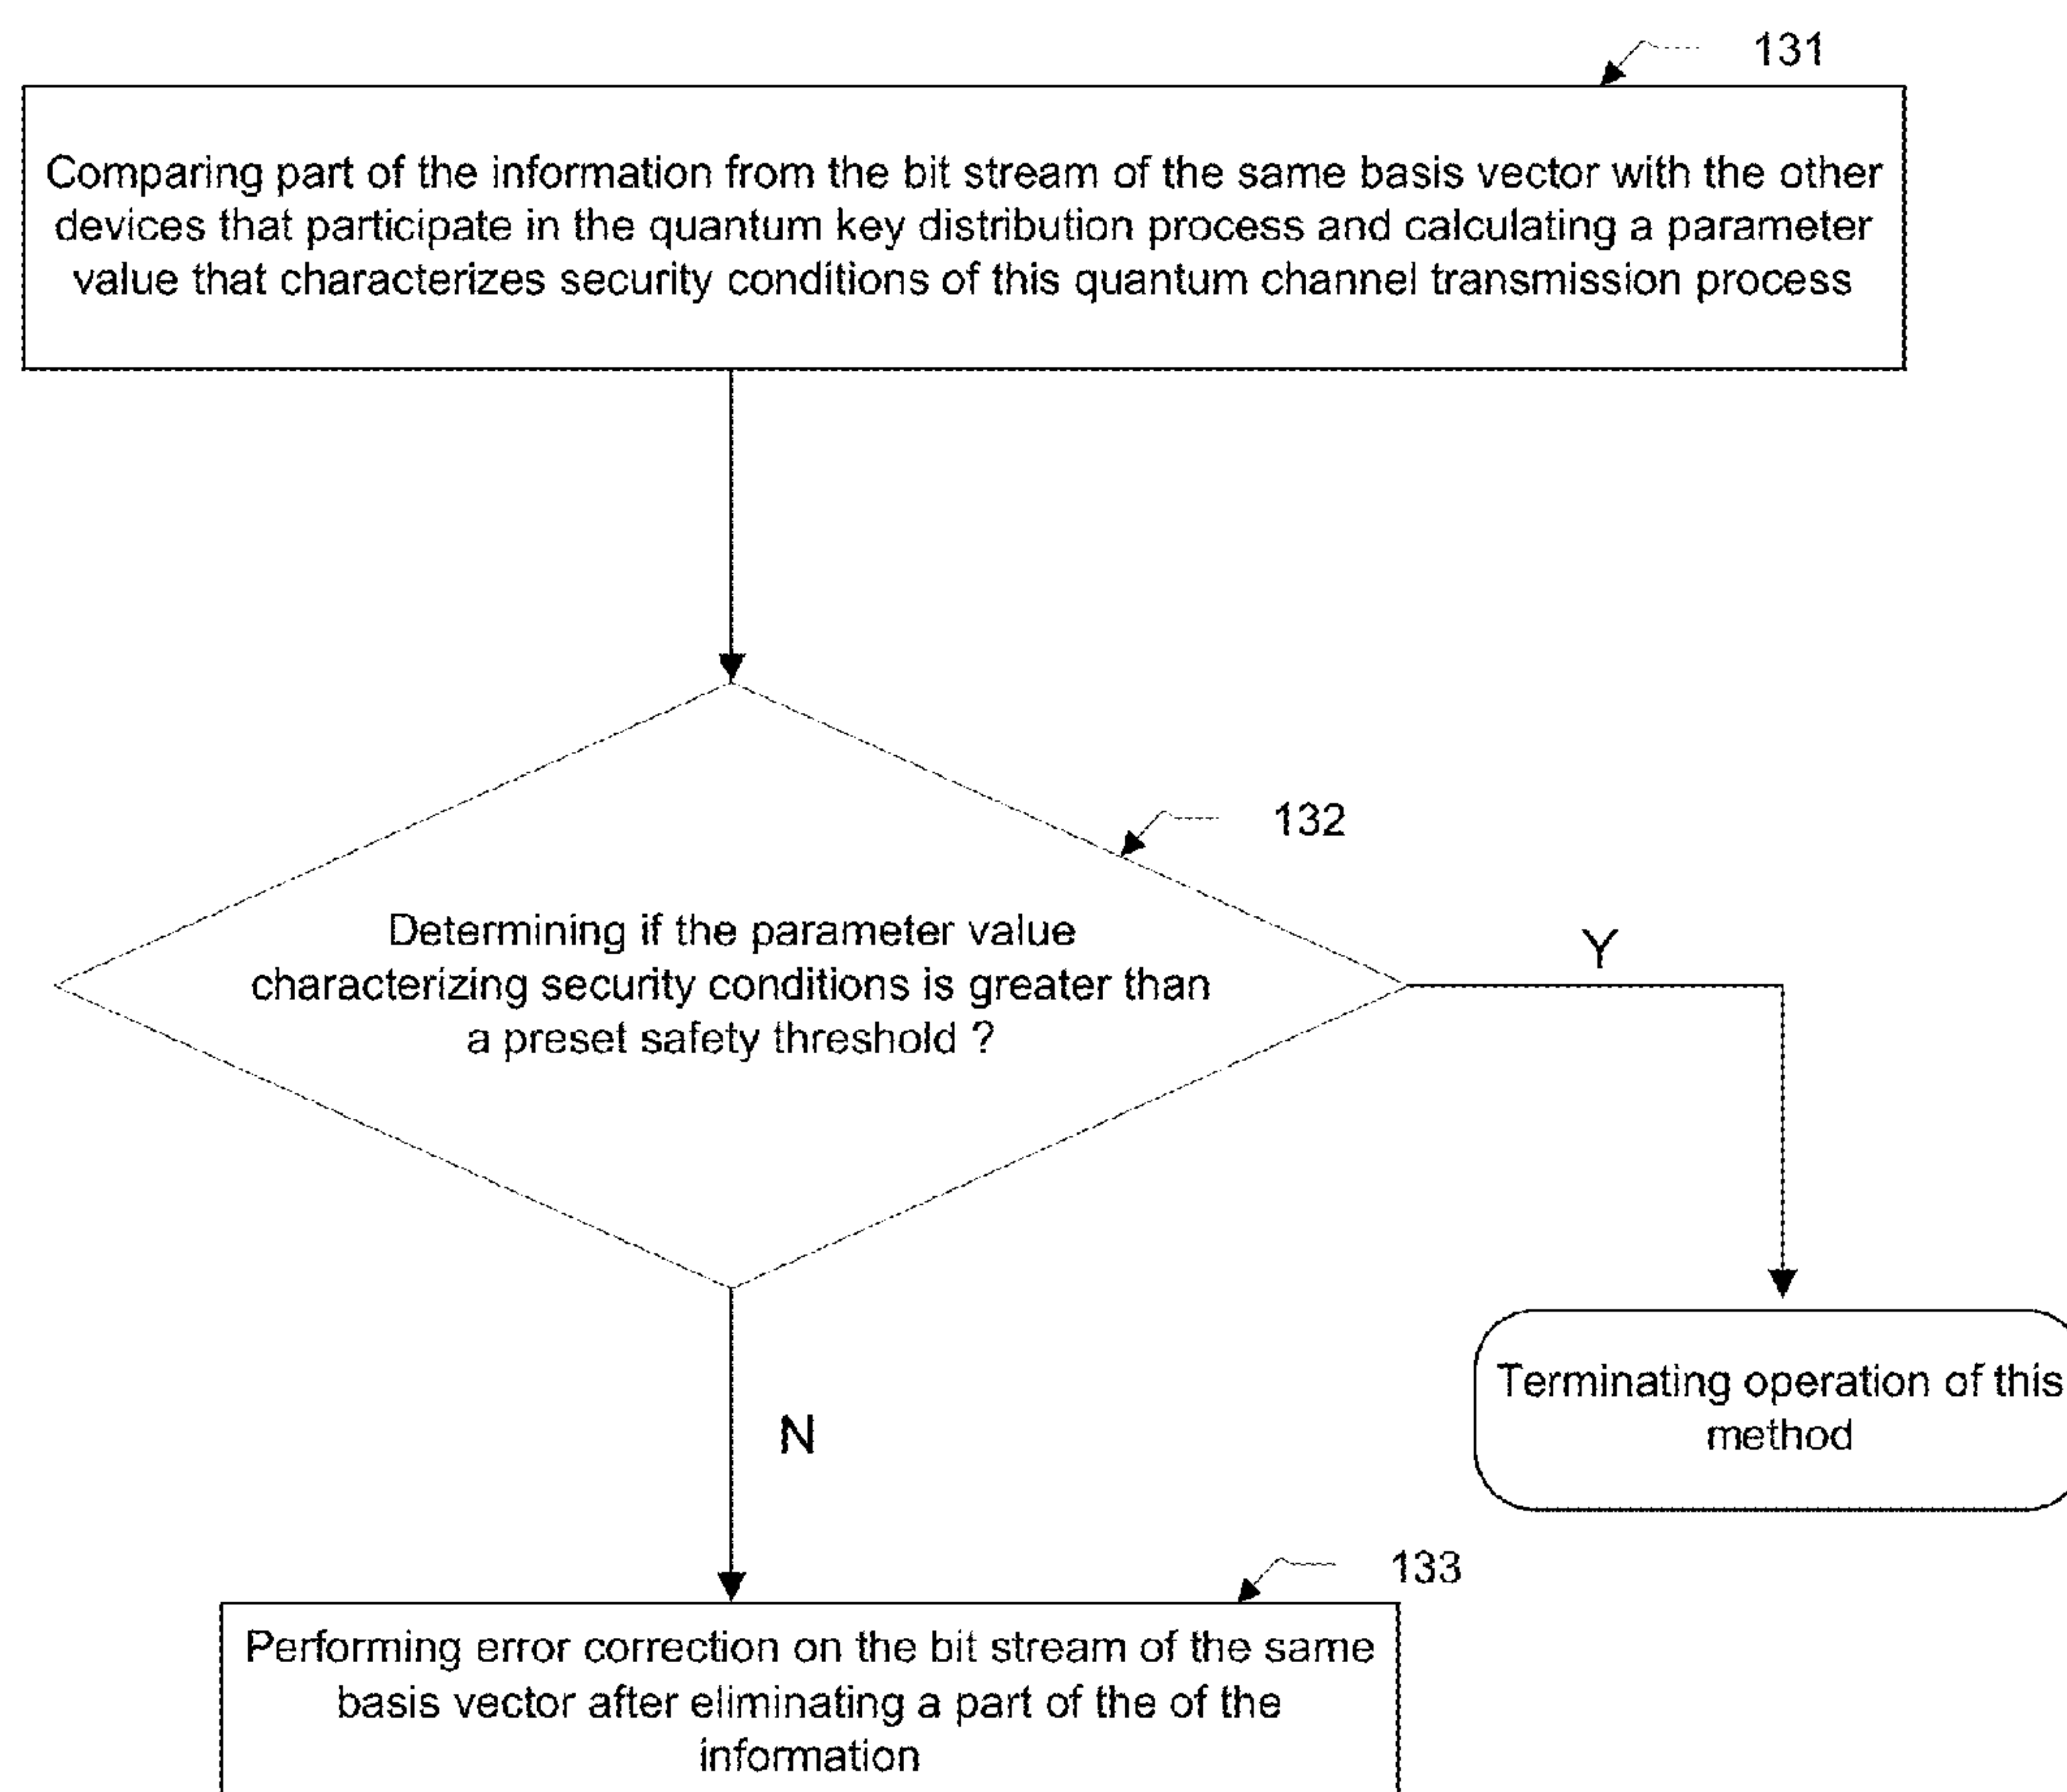 131
Comparing part of the information from the bit stream of the same basis vector with the other
devices that participate in the quantum key distribution process and calculating a parameter
value that characterizes security conditions of this quantum channel transmission process
132
Determining if the parameter value
characterizing security conditions is greater than
a preset safety threshold ?
Y
Terminating operation of this
method
N
133
Performing error correction on the bit stream of the same
basis vector after eliminating a part of the of the
information